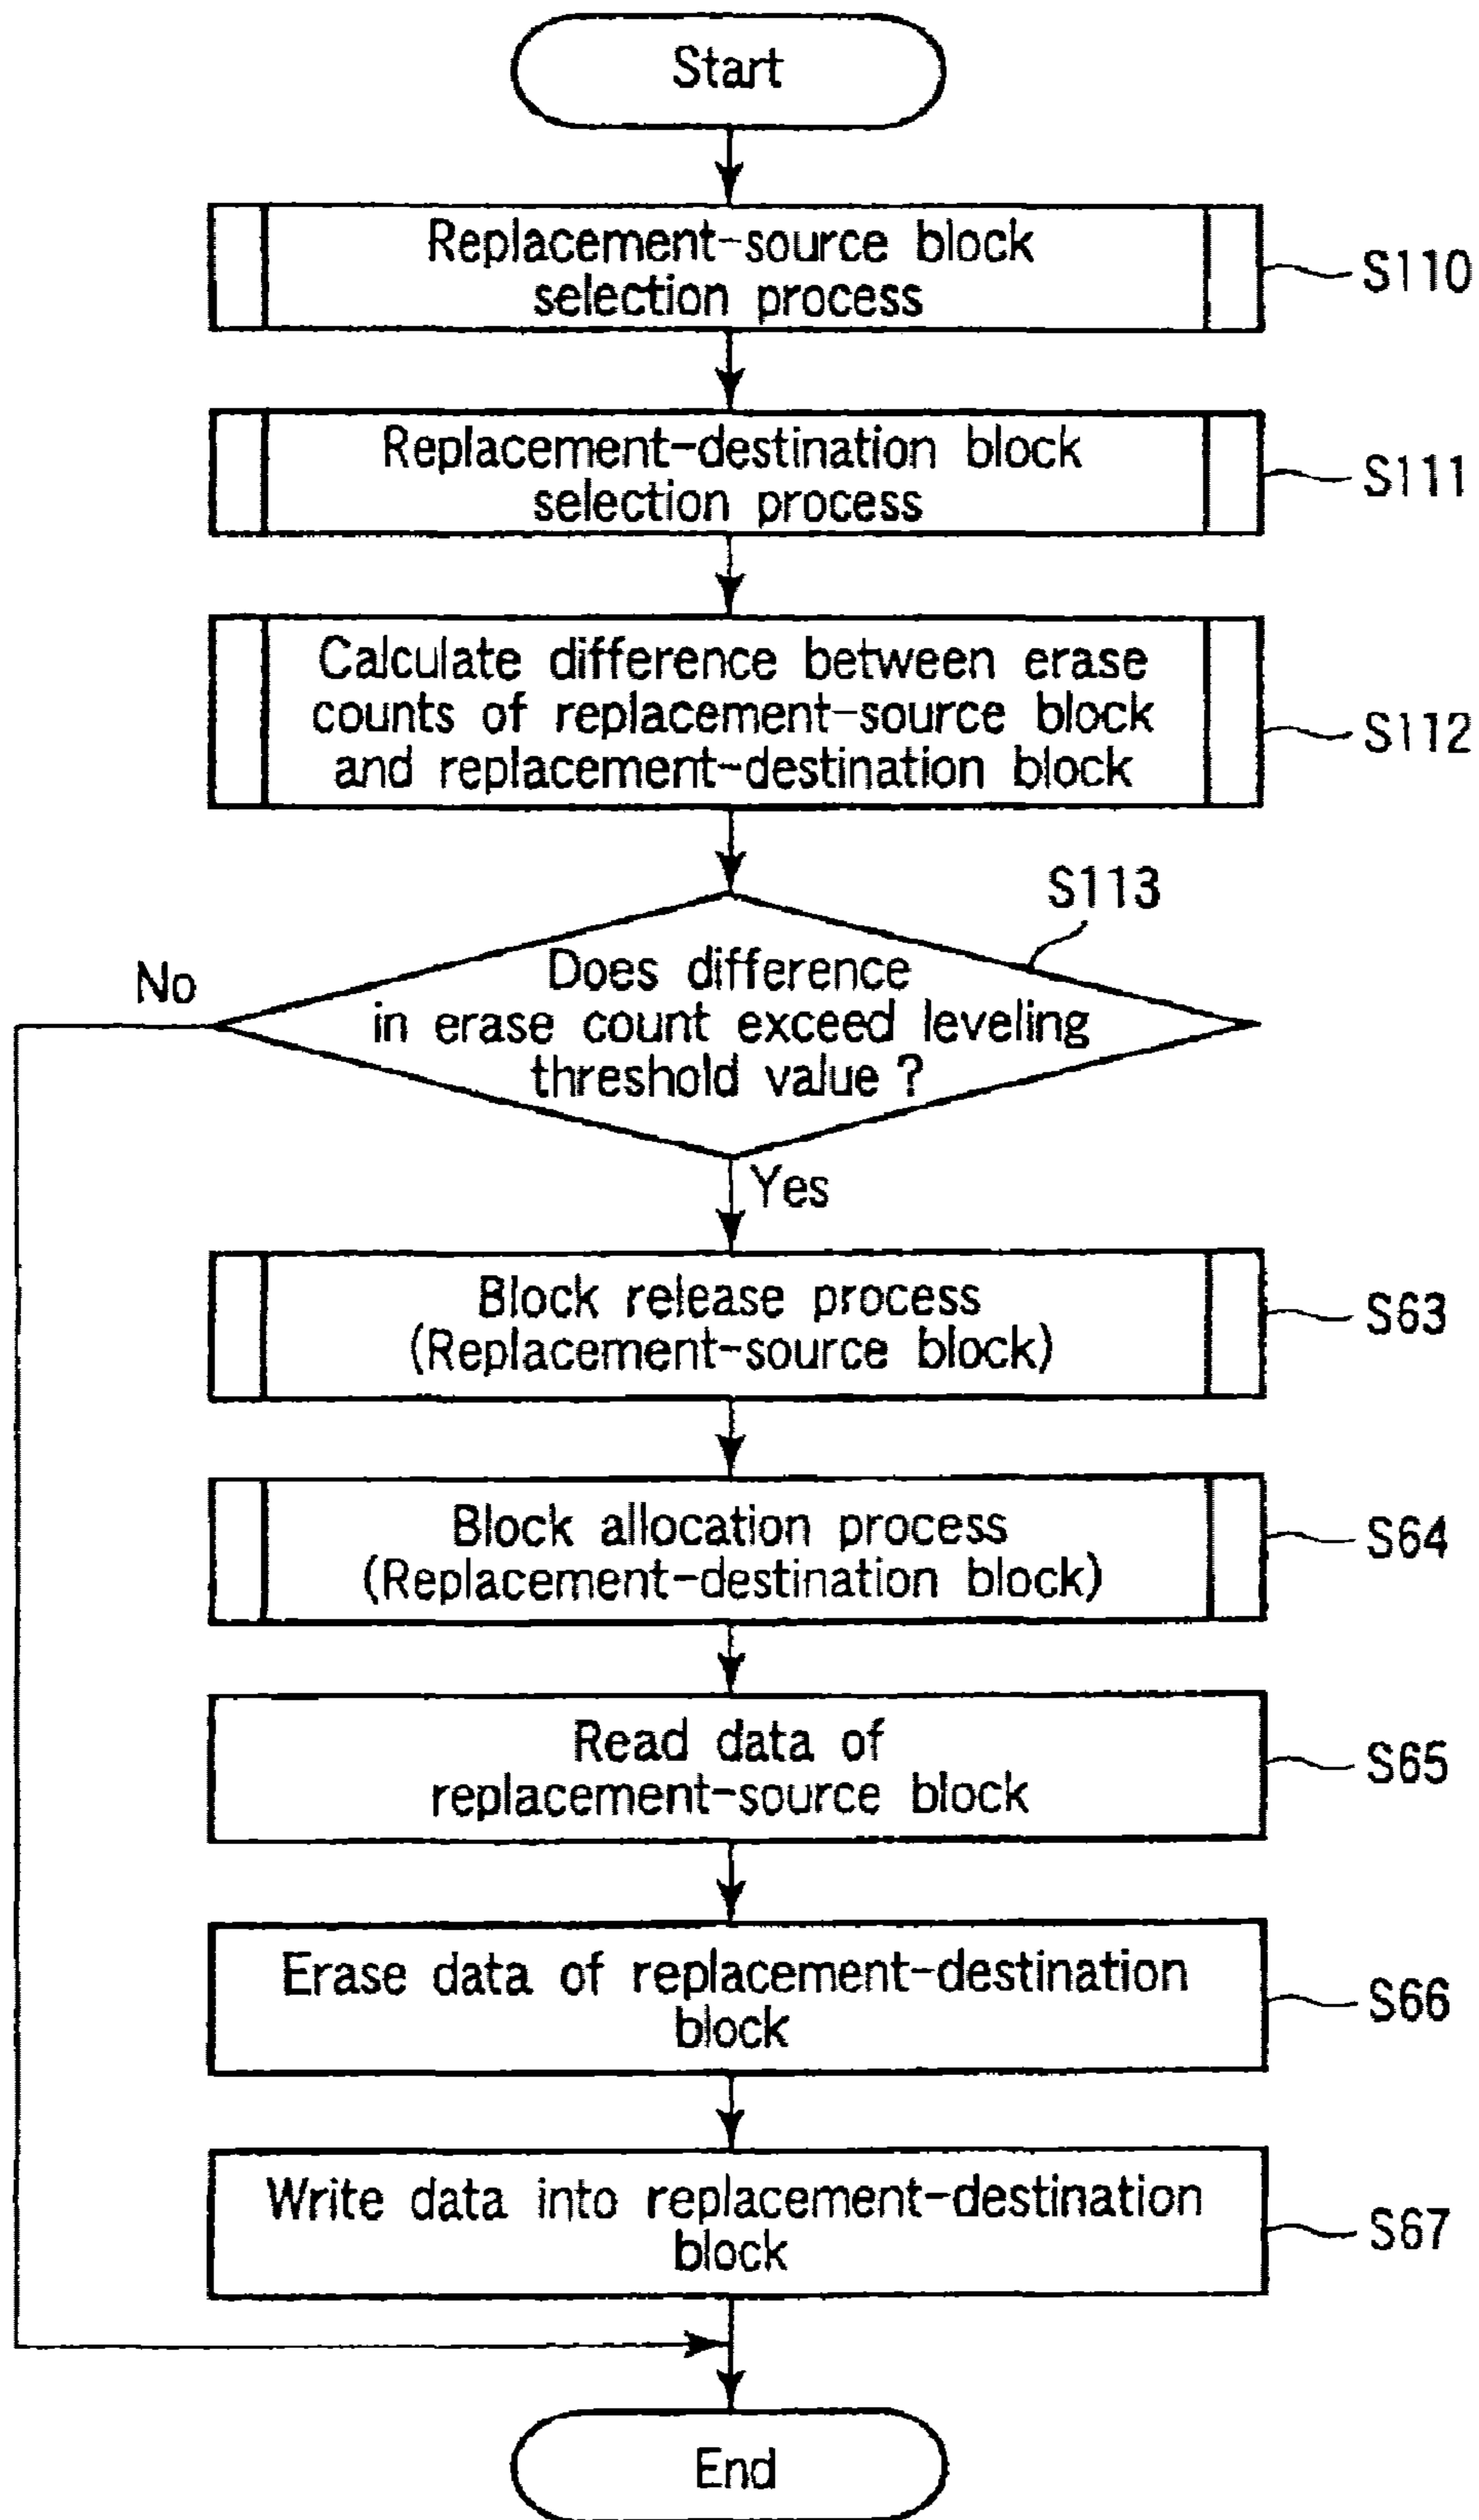 Start
Replacement-source block
selection process
S110
Replacement-destination block
selection process
S111
Calculate difference between erase
counts of replacement-source block
and replacement-destination block
S112
S113
No
Does difference
in erase count exceed leveling
threshold value ?
Yes
Block release process
(Replacement-source block)
S63
Block allocation process
(Replacement-destination block)
S64
Read data of
replacement-source block
S65
Erase data of replacement-destination
block
S66
Write data into replacement-destination
block
S67
End